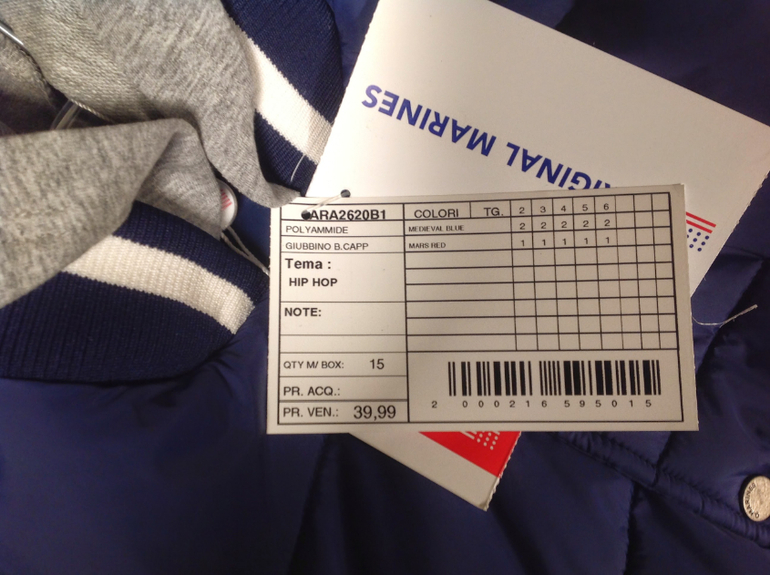 ORIGINAL MARINES
ARA2620B1 COLORI TG. 2 3 4 5 6
POLYAMMIDE MEDIEVAL BLUE 2 2 2 2 2
GIUBBINO B.CAPP MARS RED 1 1 1 1 1
Tema :
HIP HOP
NOTE:
QTY M/ BOX: 15
PR. ACQ.:
PR. VEN.: 39,99
2 000216 595015